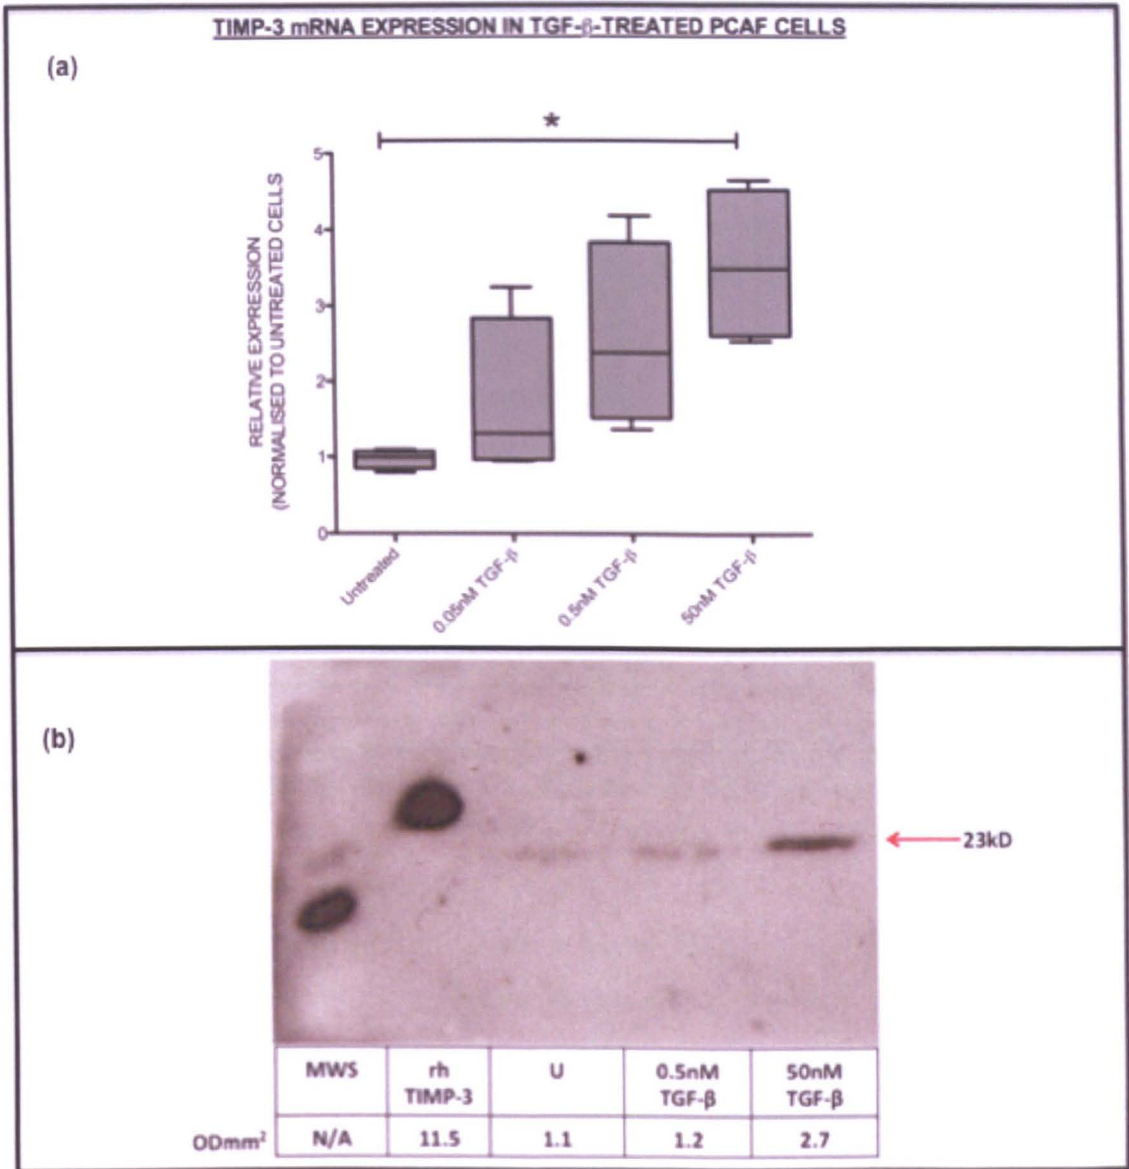 TIMP-3 mRNA EXPRESSION IN TGF-β-TREATED PCAF CELLS
(a)
*
RELATIVE EXPRESSION
(NORMALISED TO UNTREATED CELLS
5
4
3
2
1
0
Untreated
0.05nM TGF-β
0.5nM TGF-β
50nM TGF-β
(b)
23kD
MWS rh U 0.5nM 50nM
TIMP-3 TGF-β TGF-β
ODmm² N/A 11.5 1.1 1.2 2.7